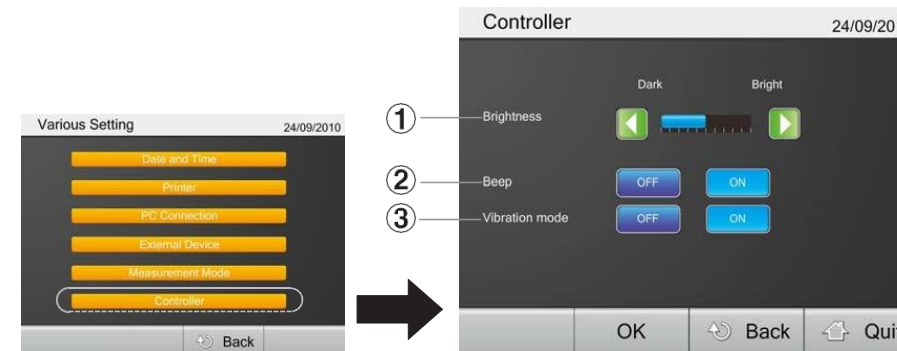 Various Setting 24/09/2010
Date and Time
Printer
PC Connection
External Device
Measurement Mode
Controller
Back
Controller 24/09/20
Dark Bright
1 Brightness
2 Beep OFF ON
3 Vibration mode OFF ON
OK Back Qui